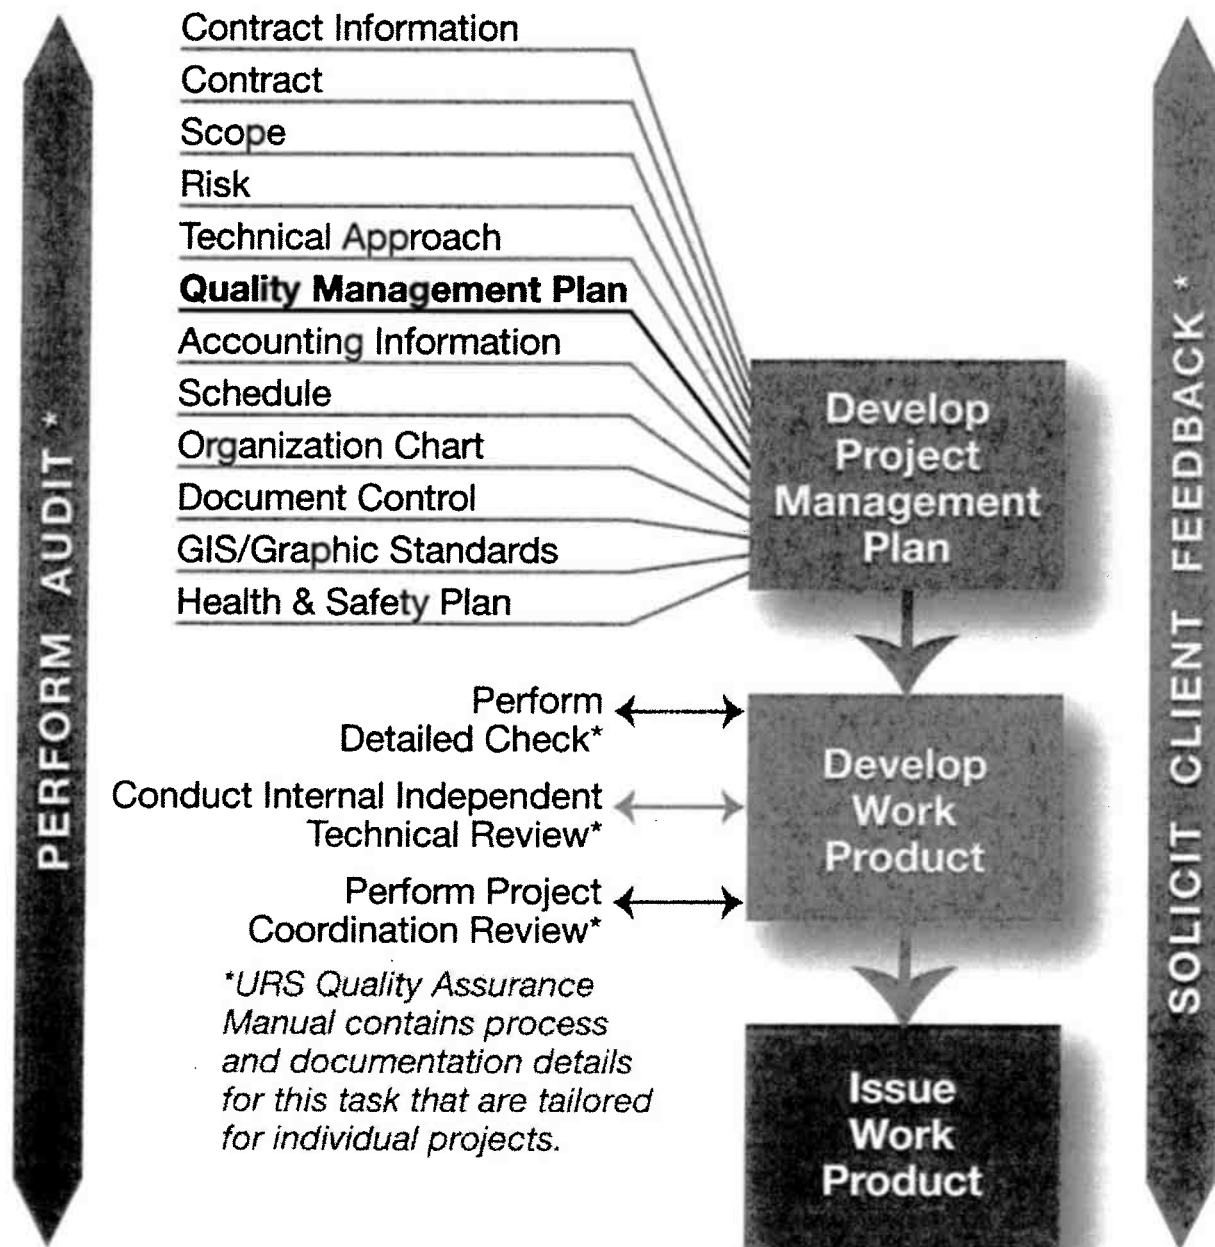 Contract Information
Contract
Scope
Risk
Technical Approach
Quality Management Plan
Accounting Information
Schedule
Organization Chart
Document Control
GIS/Graphic Standards
Health & Safety Plan
Develop
Project
Management
Plan
Perform
Detailed Check*
Conduct Internal Independent
Technical Review*
Perform Project
Coordination Review*
Develop
Work
Product
*URS Quality Assurance
Manual contains process
and documentation details
for this task that are tailored
for individual projects.
Issue
Work
Product
PERFORM AUDIT *
SOLICIT CLIENT FEEDBACK *